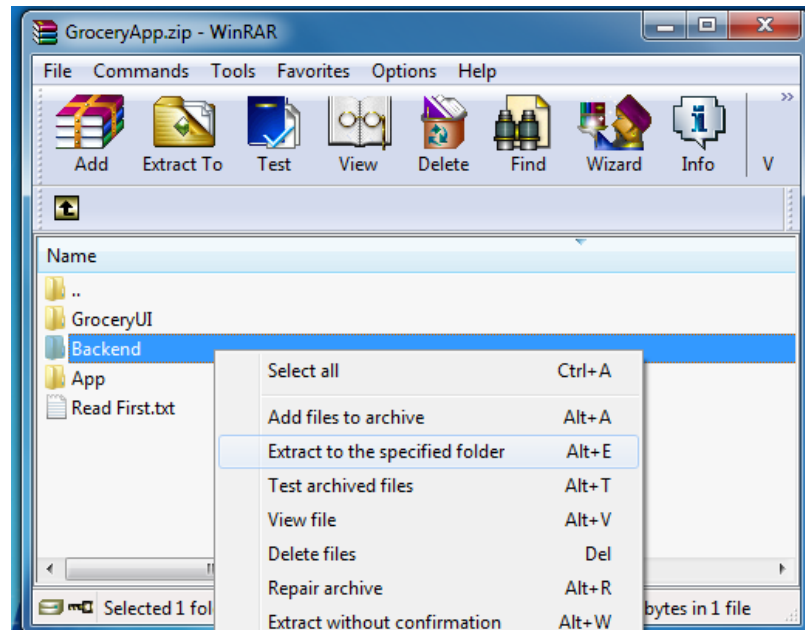 GroceryApp.zip - WinRAR
File Commands Tools Favorites Options Help
Add Extract To Test View Delete Find Wizard Info V
Name
..
GroceryUI
Backend
App
Read First.txt
Select all Ctrl+A
Add files to archive Alt+A
Extract to the specified folder Alt+E
Test archived files Alt+T
View file Alt+V
Delete files Del
Repair archive Alt+R
Extract without confirmation Alt+W
Selected 1 fol bytes in 1 file